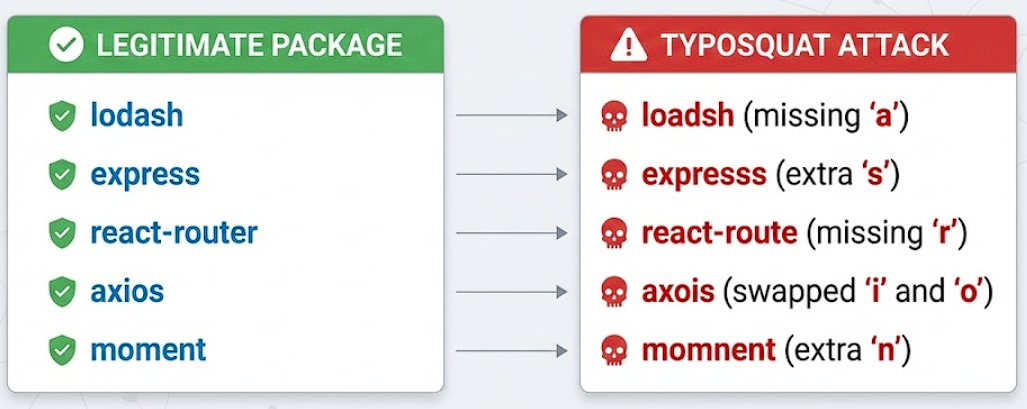 LEGITIMATE PACKAGE
lodash
express
react-router
axios
moment
TYPOSQUAT ATTACK
loadsh (missing ‘a’)
expresss (extra ‘s’)
react-route (missing ‘r’)
axois (swapped ‘i’ and ‘o’)
momnent (extra ‘n’)